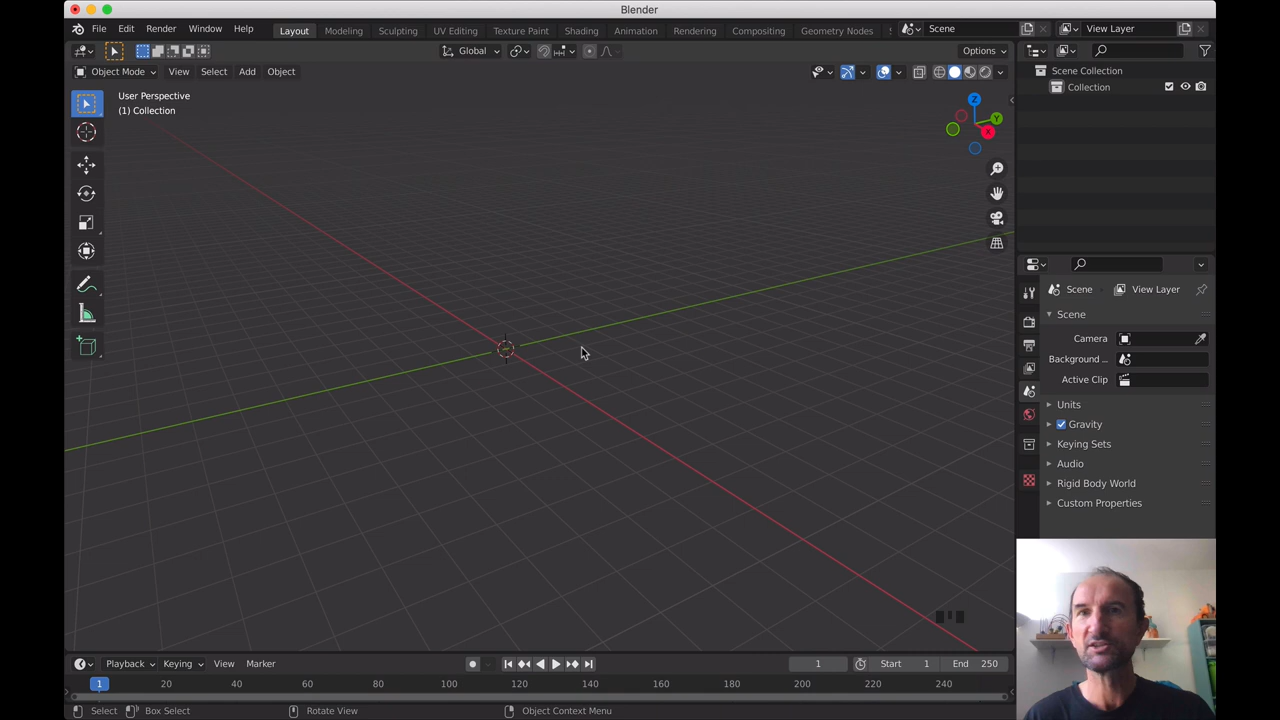 Blender
File Edit Render Window Help
Layout Modeling Sculpting UV Editing Texture Paint Shading Animation Rendering Compositing Geometry Nodes
Scene View Layer
Global Options
Object Mode View Select Add Object
User Perspective
(1) Collection
Z
Y
X
Scene Collection
Collection
Scene View Layer
Scene
Camera
Background ...
Active Clip
Units
Gravity
Keying Sets
Audio
Rigid Body World
Custom Properties
Playback Keying View Marker 1 Start 1 End 250
1 20 40 60 80 100 120 140 160 180 200 220 240
Select Box Select Rotate View Object Context Menu